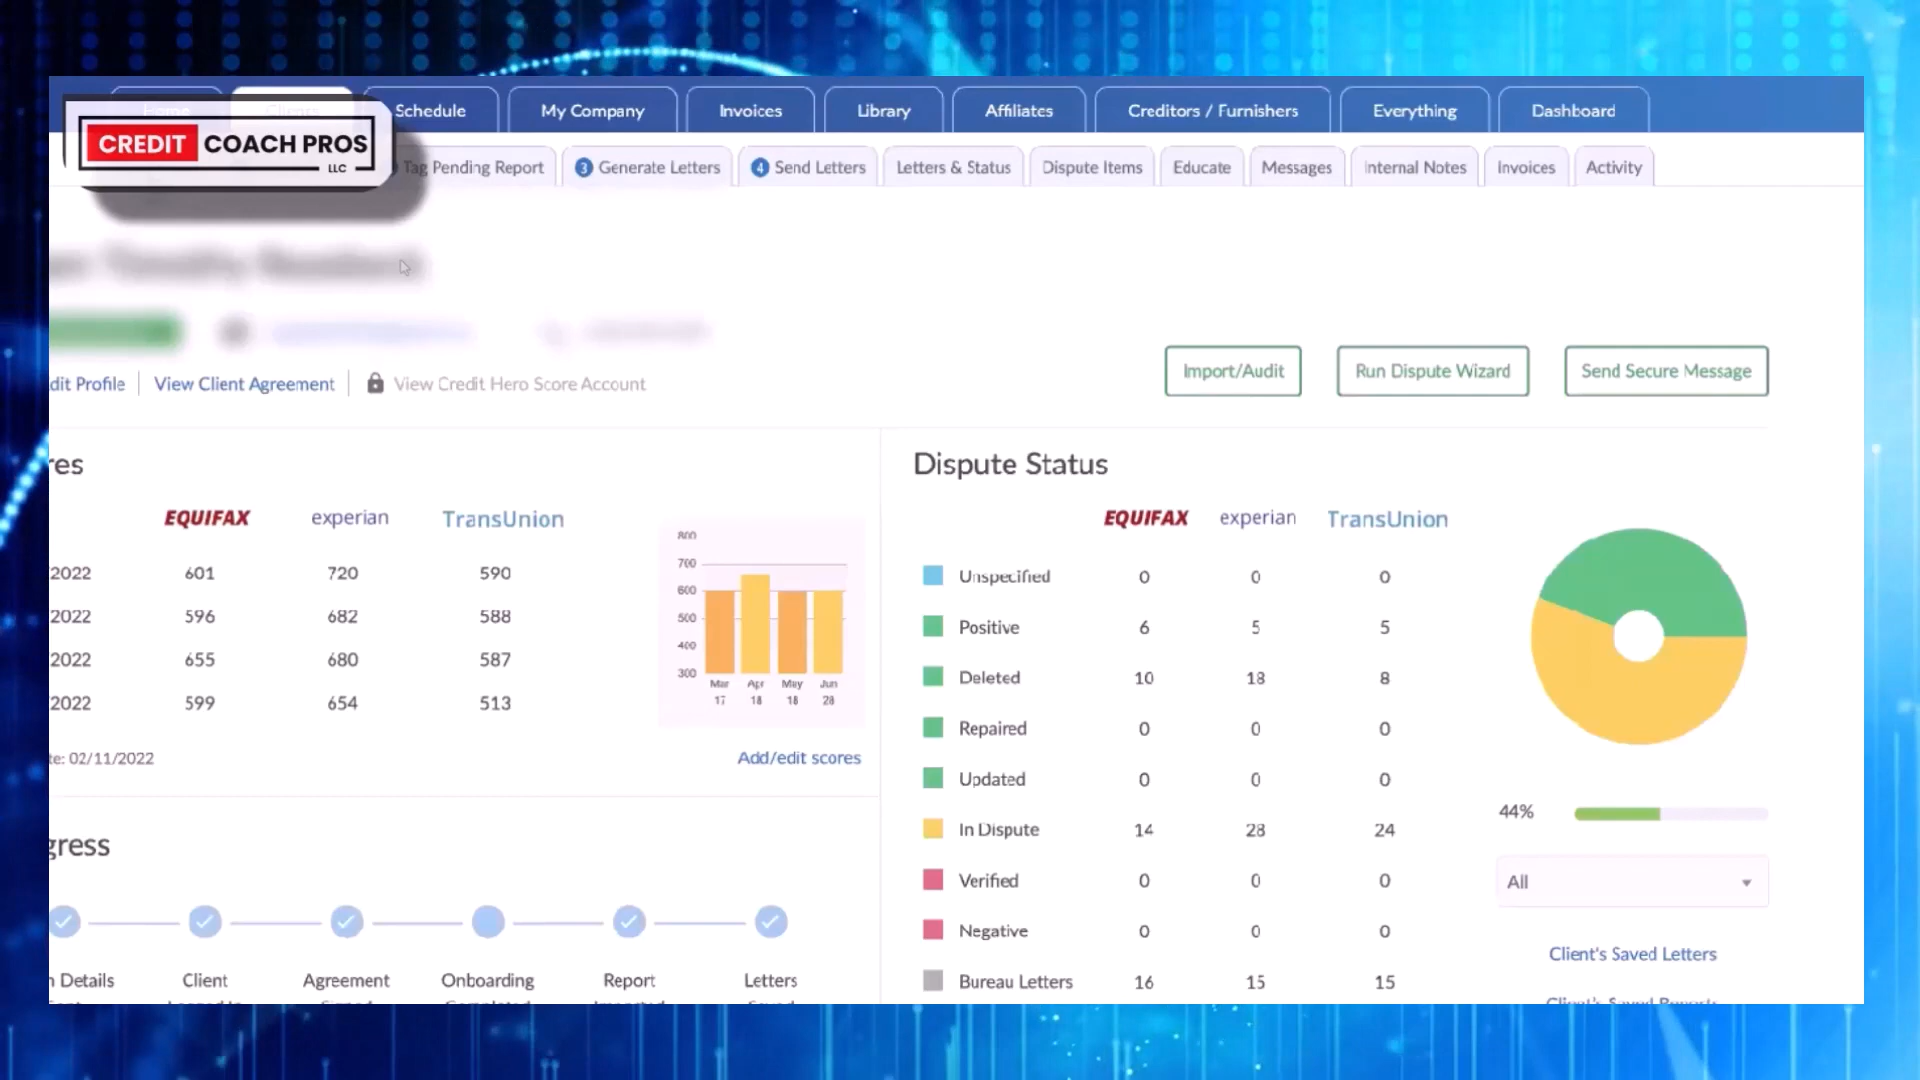 Home Clients Schedule My Company Invoices Library Affiliates Creditors / Furnishers Everything Dashboard
CREDIT COACH PROS
LLC
Tag Pending Report 3 Generate Letters 4 Send Letters Letters & Status Dispute Items Educate Messages Internal Notes Invoices Activity
dit Profile View Client Agreement View Credit Hero Score Account
Import/Audit Run Dispute Wizard Send Secure Message
res
EQUIFAX experian TransUnion
2022 601 720 590
2022 596 682 588
2022 655 680 587
2022 599 654 513
te: 02/11/2022
800
700
600
500
400
300
Mar Apr May Jun
17 18 18 28
Add/edit scores
Dispute Status
EQUIFAX experian TransUnion
Unspecified 0 0 0
Positive 6 5 5
Deleted 10 18 8
Repaired 0 0 0
Updated 0 0 0
In Dispute 14 28 24
Verified 0 0 0
Negative 0 0 0
Bureau Letters 16 15 15
44%
All
Client's Saved Letters
Client's Saved Reports
gress
n Details Client Agreement Onboarding Report Letters